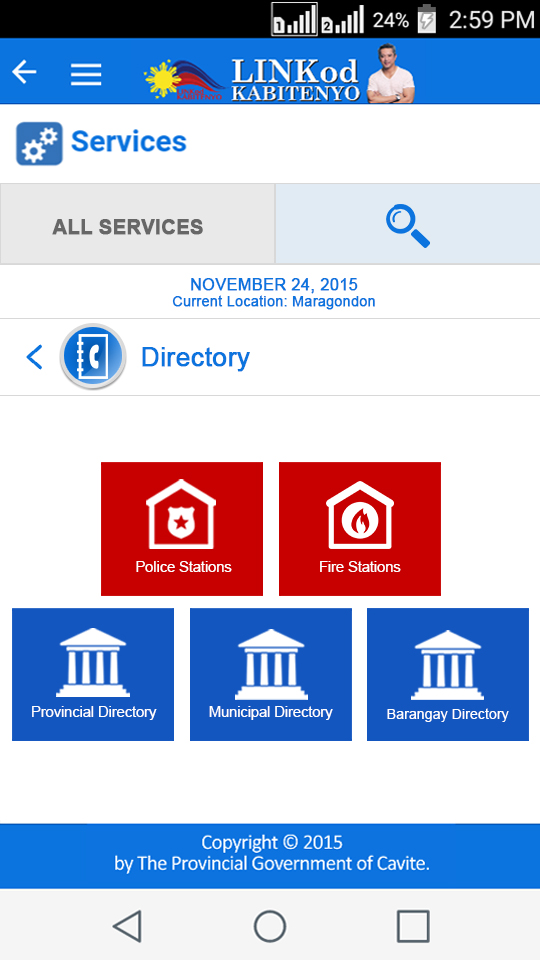 1 2 24% 2:59 PM
LINKod
KABITENYO
Services
ALL SERVICES
NOVEMBER 24, 2015
Current Location: Maragondon
Directory
Police Stations
Fire Stations
Provincial Directory
Municipal Directory
Barangay Directory
Copyright © 2015
by The Provincial Government of Cavite.